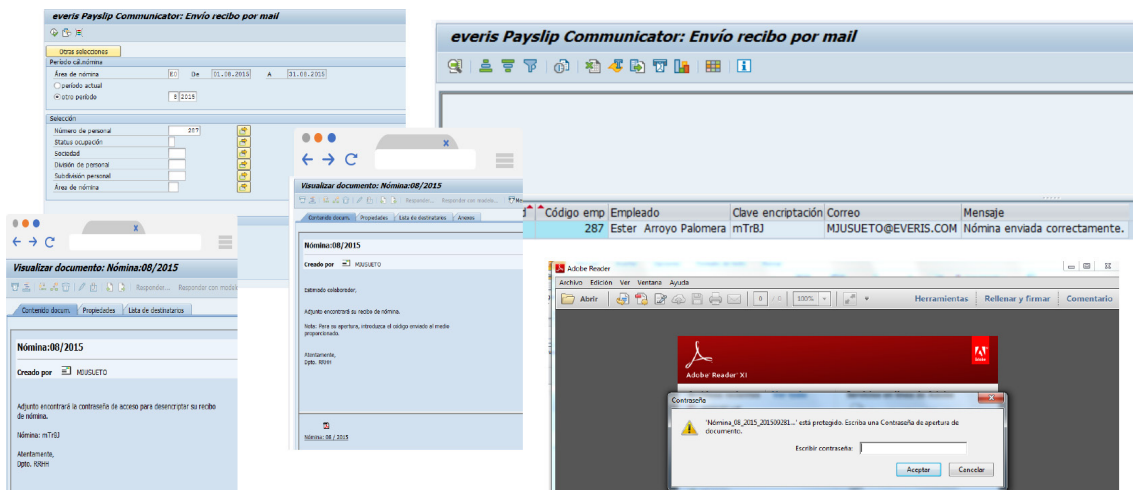 everis Payslip Communicator: Envío recibo por mail
Otras selecciones
Período cál.nómina
Área de nómina K0 De 01.08.2015 A 31.08.2015
período actual
otro período 8 2015
Selección
Número de personal 287
Status ocupación
Sociedad
División de personal
Subdivisión personal
Área de nómina
everis Payslip Communicator: Envío recibo por mail
Código emp Empleado Clave encriptación Correo Mensaje
287 Ester Arroyo Palomera mTrBJ MJUSUETO@EVERIS.COM Nómina enviada correctamente.
x
Visualizar documento: Nómina:08/2015
Responder... Responder con modelo...
Contenido docum. Propiedades Lista de destinatarios Anexos
Nómina:08/2015
Creado por MJUSUETO
Estimado colaborador,
Adjunto encontrará su recibo de nómina.
Nota: Para su apertura, introduzca el código enviado al medio
proporcionado.
Atentamente,
Dpto. RRHH
Nómina: 08 / 2015
x
Visualizar documento: Nómina:08/2015
Responder... Responder con modelo
Contenido docum. Propiedades Lista de destinatarios
Nómina:08/2015
Creado por MJUSUETO
Adjunto encontrará la contraseña de acceso para desencriptar su recibo
de nómina.
Nómina: mTrBJ
Atentamente,
Dpto. RRHH
Adobe Reader
Archivo Edición Ver Ventana Ayuda
Abrir 0 / 0 100% Herramientas Rellenar y firmar Comentario
Adobe Reader XI
Adobe
Contraseña
'Nómina_08_2015_201509281...' está protegido. Escriba una Contraseña de apertura de
documento.
Escribir contraseña:
Aceptar Cancelar